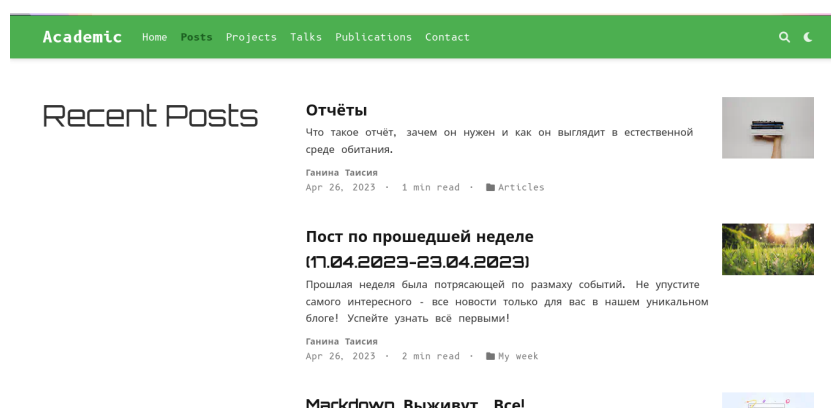 Academic Home Posts Projects Talks Publications Contact
Recent Posts
Отчёты
Что такое отчёт, зачем он нужен и как он выглядит в естественной
среде обитания.
Ганина Таисия
Apr 26, 2023 · 1 min read · Articles
Пост по прошедшей неделе
(17.04.2023-23.04.2023)
Прошлая неделя была потрясающей по размаху событий. Не упустите
самого интересного - все новости только для вас в нашем уникальном
блоге! Успейте узнать всё первыми!
Ганина Таисия
Apr 26, 2023 · 2 min read · My week
Markdown. Выживут.. Все!